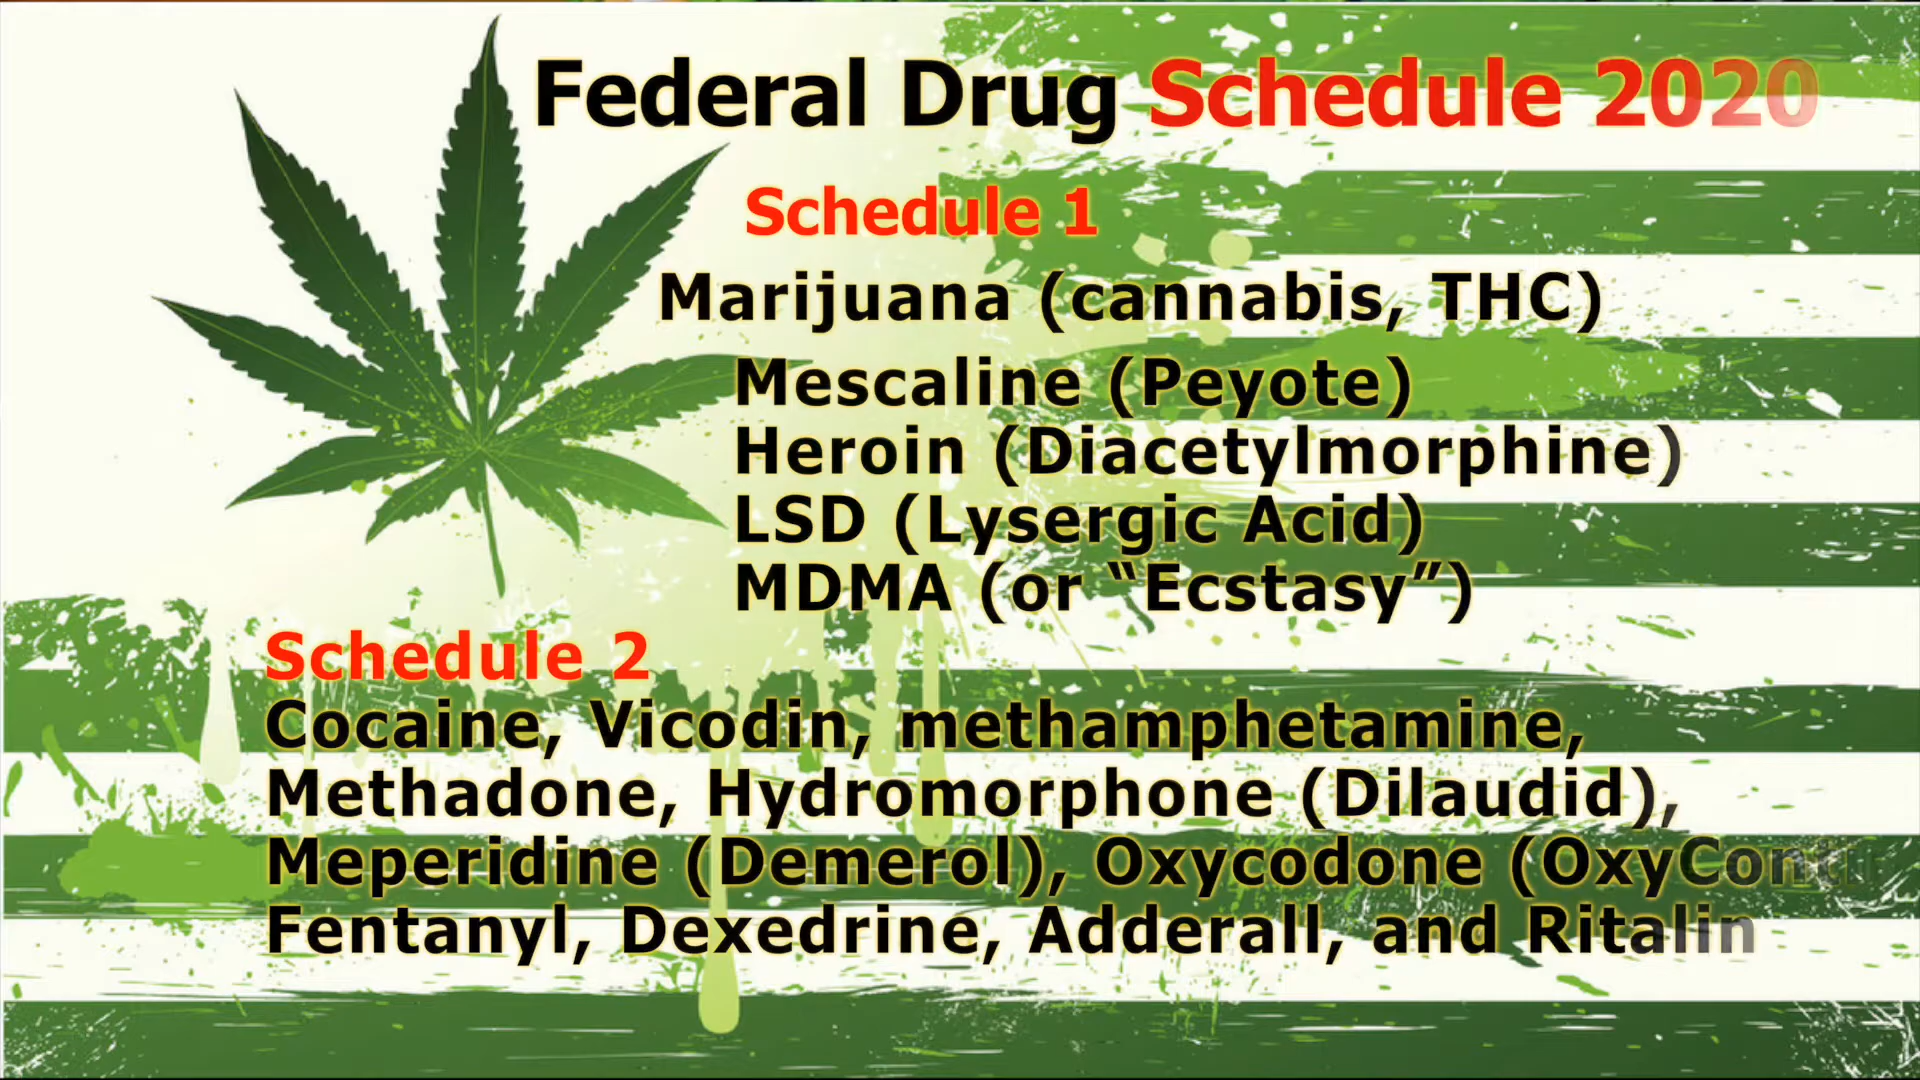 Federal Drug Schedule 2020
Schedule 1
Marijuana (cannabis, THC)
Mescaline (Peyote)
Heroin (Diacetylmorphine)
LSD (Lysergic Acid)
MDMA (or “Ecstasy”)
Schedule 2
Cocaine, Vicodin, methamphetamine,
Methadone, Hydromorphone (Dilaudid),
Meperidine (Demerol), Oxycodone (OxyConti
Fentanyl, Dexedrine, Adderall, and Ritalin